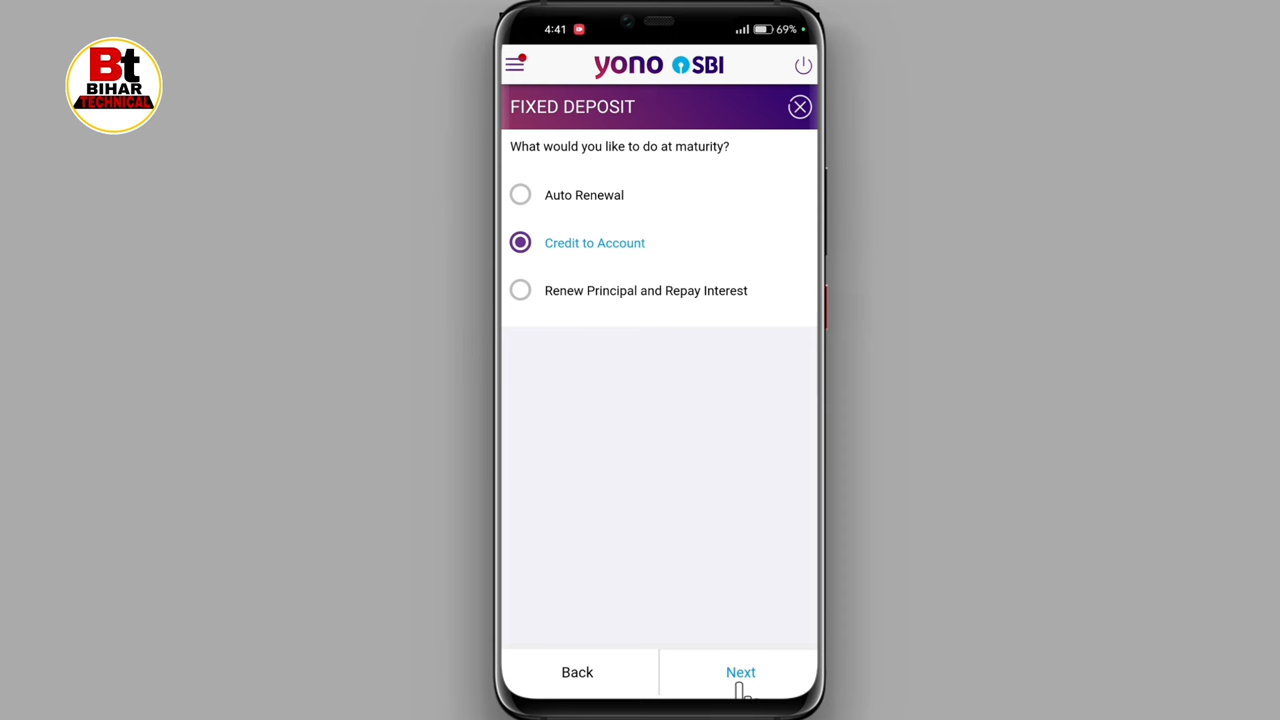 Bt
BIHAR
TECHNICAL
4:41
69%
yono SBI
FIXED DEPOSIT
What would you like to do at maturity?
Auto Renewal
Credit to Account
Renew Principal and Repay Interest
Back
Next